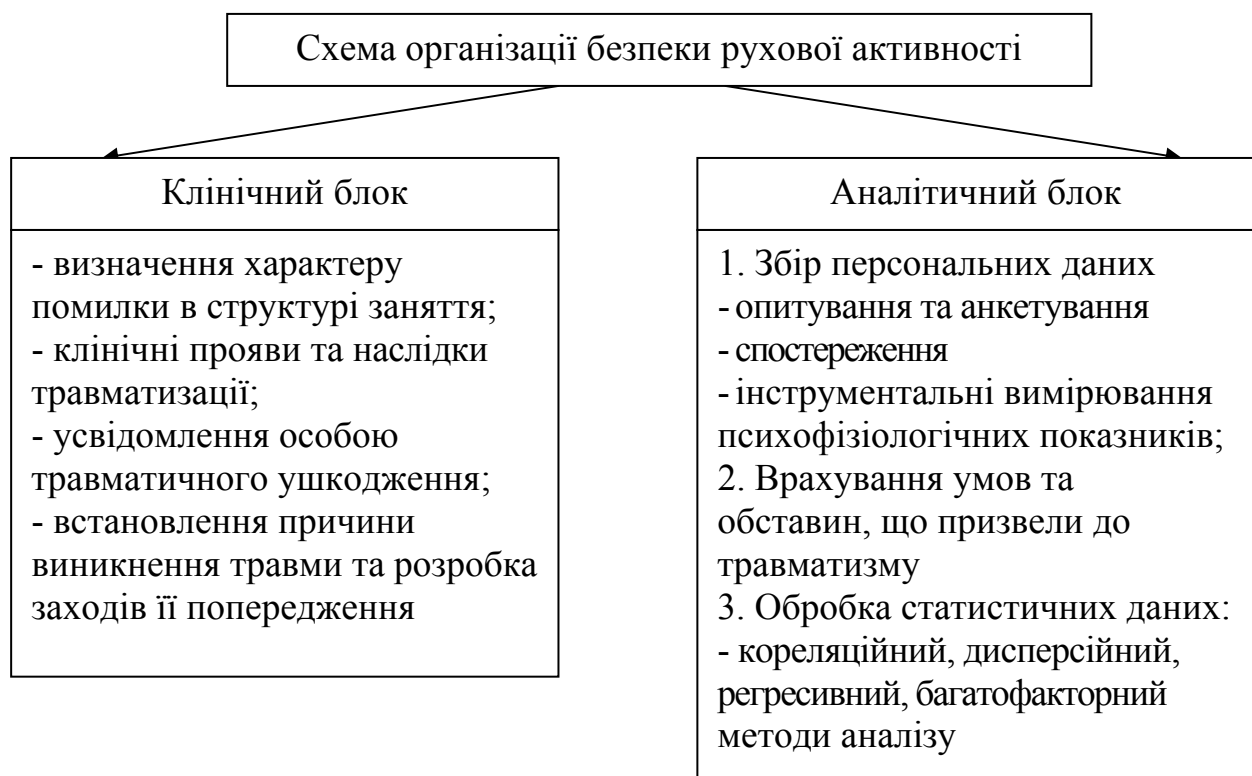 Схема організації безпеки рухової активності
Клінічний блок
- визначення характеру
помилки в структурі заняття;
- клінічні прояви та наслідки
травматизації;
- усвідомлення особою
травматичного ушкодження;
- встановлення причини
виникнення травми та розробка
заходів її попередження
Аналітичний блок
1. Збір персональних даних
- опитування та анкетування
- спостереження
- інструментальні вимірювання
психофізіологічних показників;
2. Врахування умов та
обставин, що призвели до
травматизму
3. Обробка статистичних даних:
- кореляційний, дисперсійний,
регресивний, багатофакторний
методи аналізу